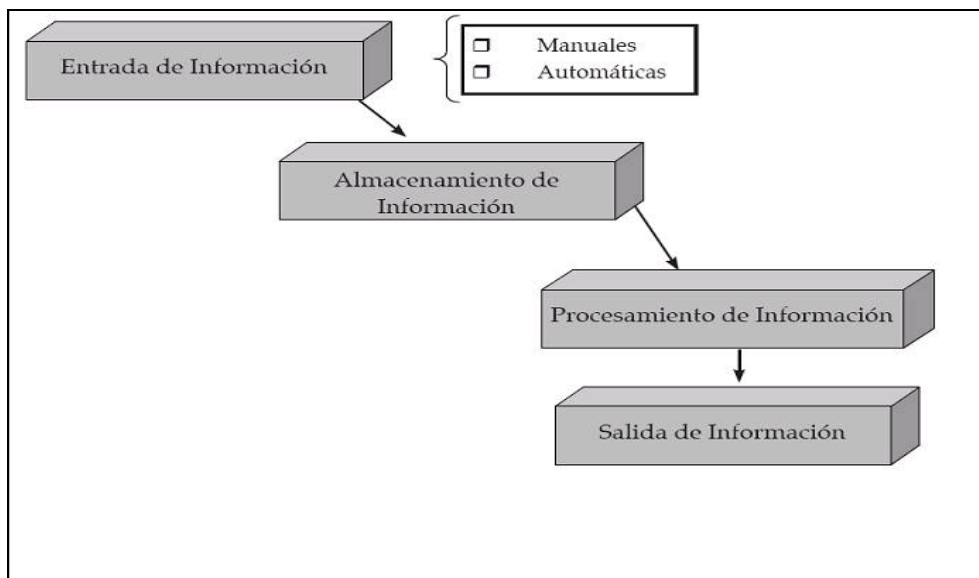 Entrada de Información
Manuales
Automáticas
Almacenamiento de
Información
Procesamiento de Información
Salida de Información